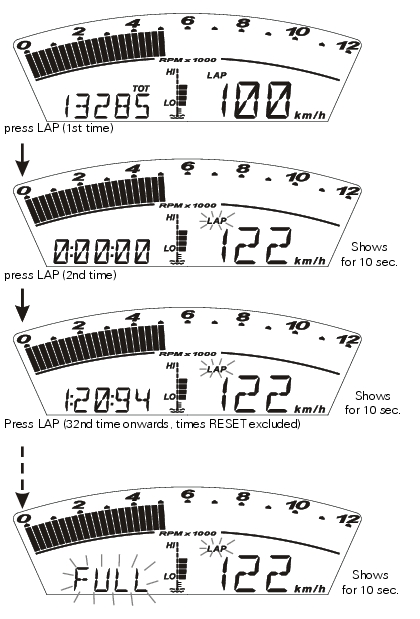 0 2 4 6 8 10 12
RPM x 1000
HI LAP
TOT
13285 LO 100 km/h
press LAP (1st time)
0 2 4 6 8 10 12
RPM x 1000
HI LAP
0:00:00 LO 122 km/h
Shows
for 10 sec.
press LAP (2nd time)
0 2 4 6 8 10 12
RPM x 1000
HI LAP
1:20:94 LO 122 km/h
Shows
for 10 sec.
Press LAP (32nd time onwards, times RESET excluded)
0 2 4 6 8 10 12
RPM x 1000
HI LAP
FULL LO 122 km/h
Shows
for 10 sec.